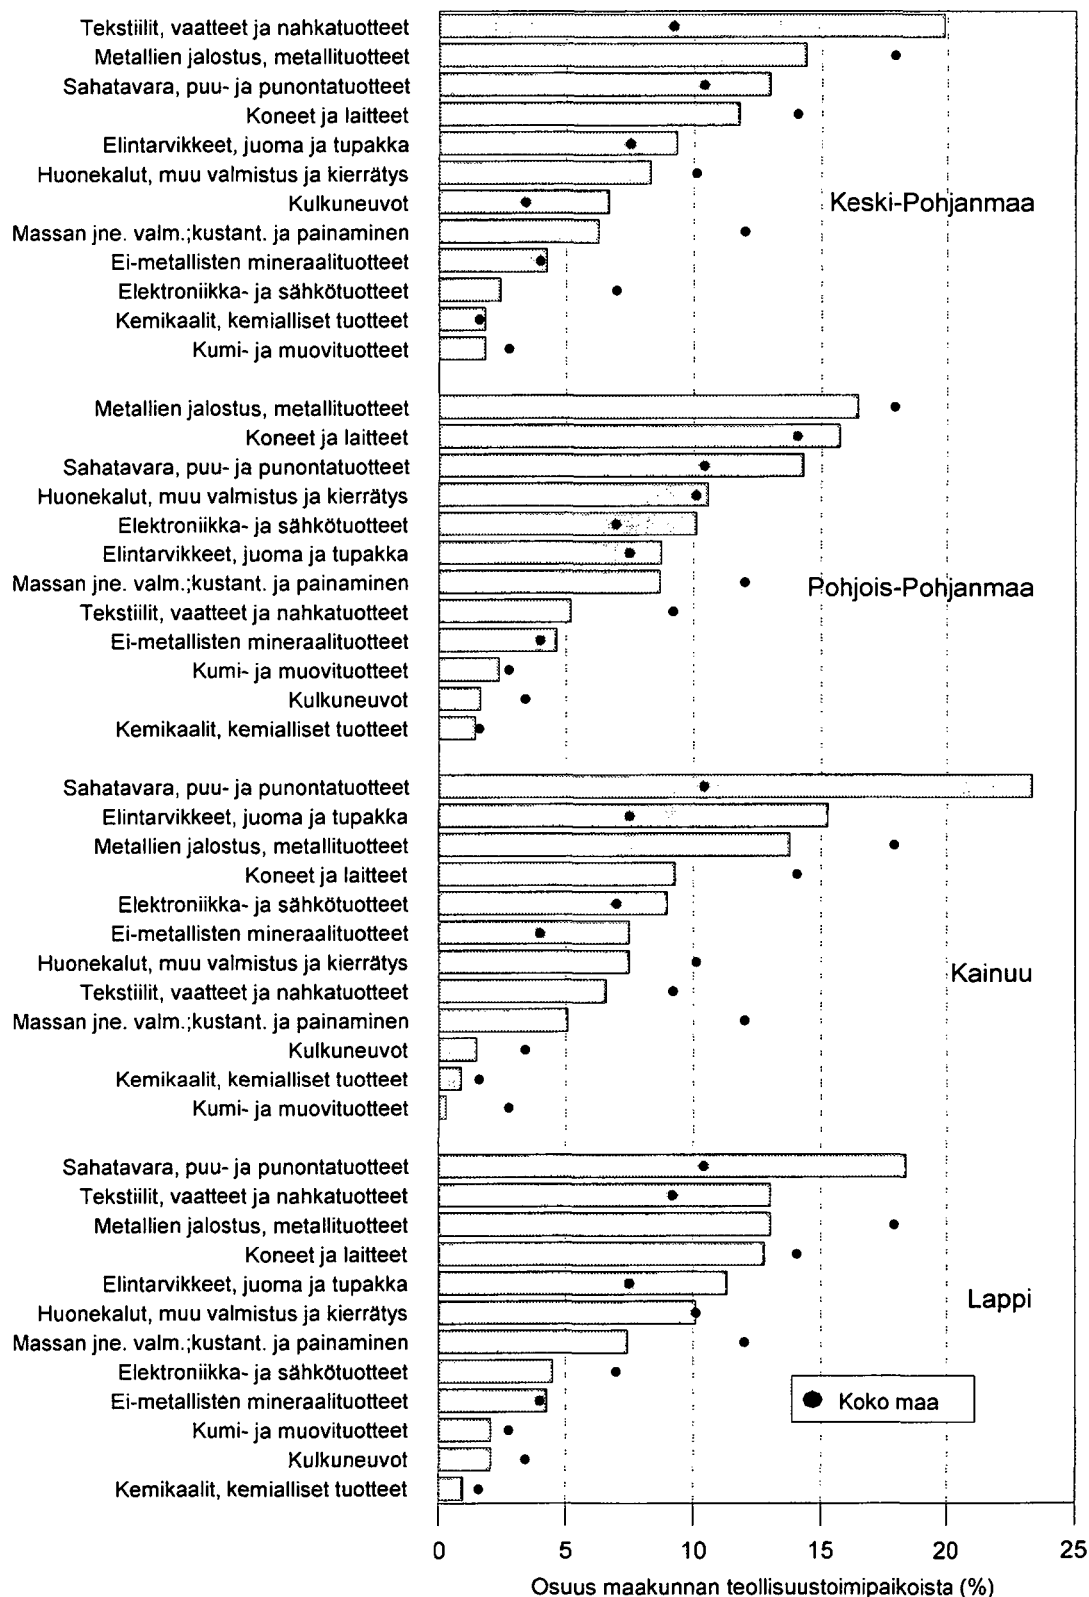 Tekstiilit, vaatteet ja nahkatuotteet
Metallien jalostus, metallituotteet
Sahatavara, puu- ja punontatuotteet
Koneet ja laitteet
Elintarvikkeet, juoma ja tupakka
Huonekalut, muu valmistus ja kierrätys
Kulkuneuvot
Keski-Pohjanmaa
Massan jne. valm.;kustant. ja painaminen
Ei-metallisten mineraalituotteet
Elektroniikka- ja sähkötuotteet
Kemikaalit, kemialliset tuotteet
Kumi- ja muovituotteet
Metallien jalostus, metallituotteet
Koneet ja laitteet
Sahatavara, puu- ja punontatuotteet
Huonekalut, muu valmistus ja kierrätys
Elektroniikka- ja sähkötuotteet
Elintarvikkeet, juoma ja tupakka
Massan jne. valm.;kustant. ja painaminen
Pohjois-Pohjanmaa
Tekstiilit, vaatteet ja nahkatuotteet
Ei-metallisten mineraalituotteet
Kumi- ja muovituotteet
Kulkuneuvot
Kemikaalit, kemialliset tuotteet
Sahatavara, puu- ja punontatuotteet
Elintarvikkeet, juoma ja tupakka
Metallien jalostus, metallituotteet
Koneet ja laitteet
Elektroniikka- ja sähkötuotteet
Ei-metallisten mineraalituotteet
Huonekalut, muu valmistus ja kierrätys
Kainuu
Tekstiilit, vaatteet ja nahkatuotteet
Massan jne. valm.;kustant. ja painaminen
Kulkuneuvot
Kemikaalit, kemialliset tuotteet
Kumi- ja muovituotteet
Sahatavara, puu- ja punontatuotteet
Tekstiilit, vaatteet ja nahkatuotteet
Metallien jalostus, metallituotteet
Koneet ja laitteet
Elintarvikkeet, juoma ja tupakka
Lappi
Huonekalut, muu valmistus ja kierrätys
Massan jne. valm.;kustant. ja painaminen
Elektroniikka- ja sähkötuotteet
Ei-metallisten mineraalituotteet
Koko maa
Kumi- ja muovituotteet
Kulkuneuvot
Kemikaalit, kemialliset tuotteet
0 5 10 15 20 25
Osuus maakunnan teollisuustoimipaikoista (%)